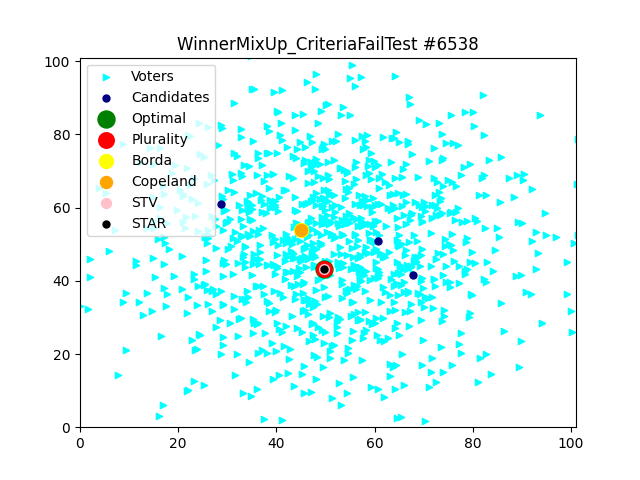 WinnerMixUp_CriteriaFailTest #6538
Voters
Candidates
Optimal
Plurality
Borda
Copeland
STV
STAR
100
80
60
40
20
0
0 20 40 60 80 100